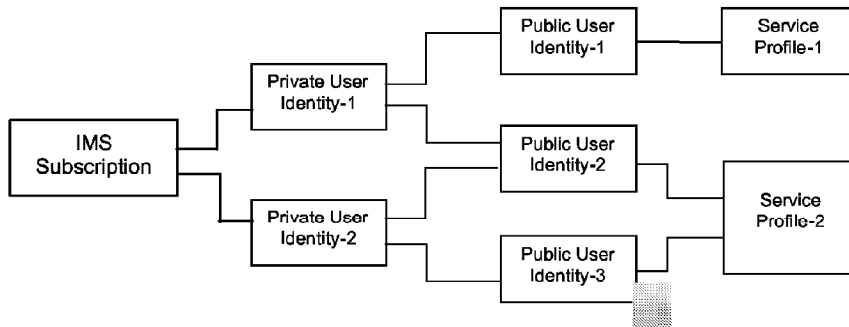 IMS
Subscription
Private User
Identity-1
Private User
Identity-2
Public User
Identity-1
Public User
Identity-2
Public User
Identity-3
Service
Profile-1
Service
Profile-2